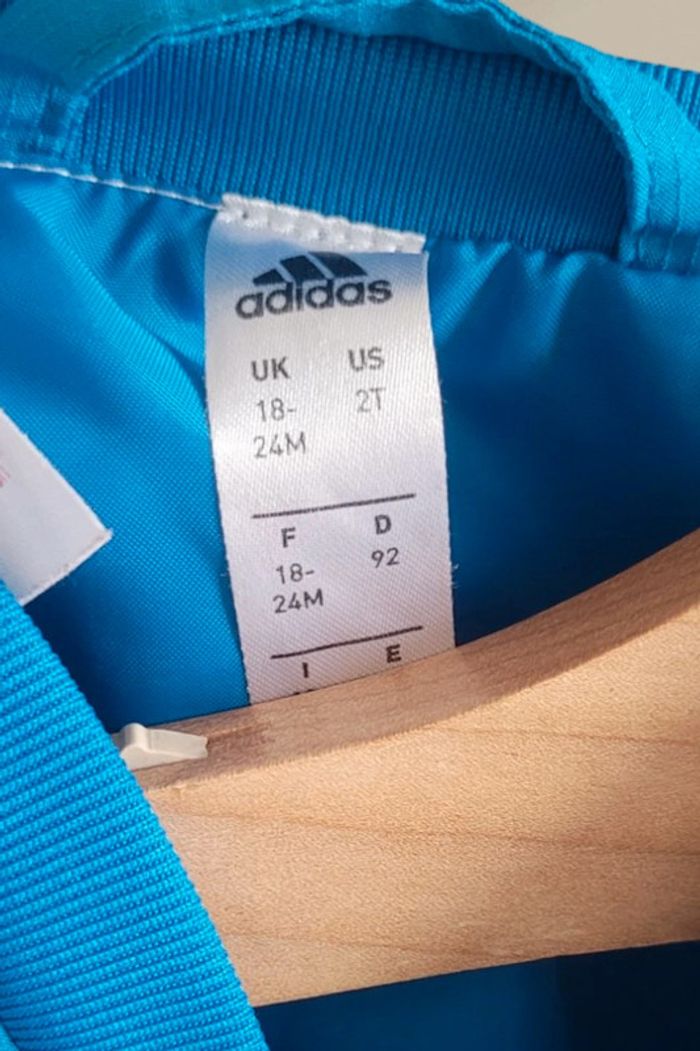 adidas
UK US
18- 2T
24M
F D
18- 92
24M
I E